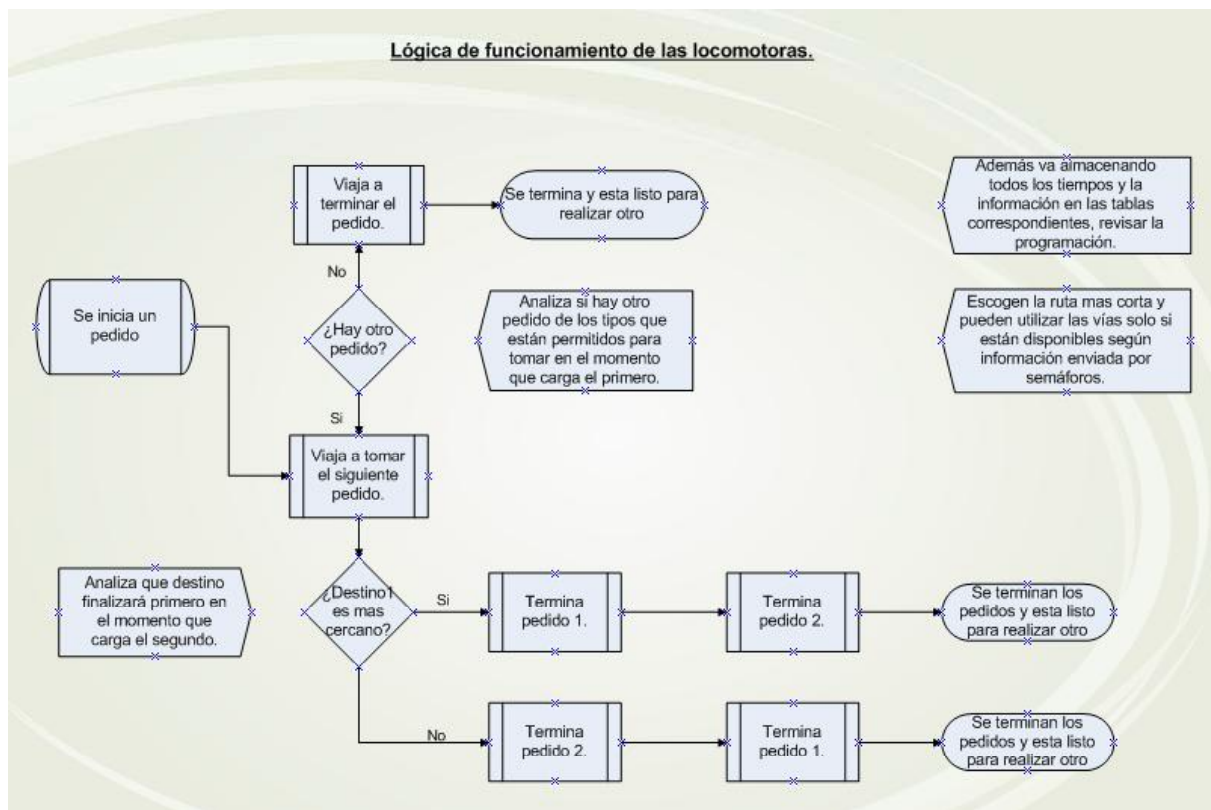 Lógica de funcionamiento de las locomotoras.
Viaja a
terminar el
pedido.
Se termina y esta listo para
realizar otro
Además va almacenando
todos los tiempos y la
información en las tablas
correspondientes, revisar la
programación.
No
Se inicia un
pedido
¿Hay otro
pedido?
Analiza si hay otro
pedido de los tipos que
están permitidos para
tomar en el momento
que carga el primero.
Escogen la ruta mas corta y
pueden utilizar las vías solo si
están disponibles según
información enviada por
semáforos.
Si
Viaja a tomar
el siguiente
pedido.
Analiza que destino
finalizará primero en
el momento que
carga el segundo.
¿Destino1
es mas
cercano?
Si
Termina
pedido 1.
Termina
pedido 2.
Se terminan los
pedidos y esta listo
para realizar otro
No
Termina
pedido 2.
Termina
pedido 1.
Se terminan los
pedidos y esta listo
para realizar otro